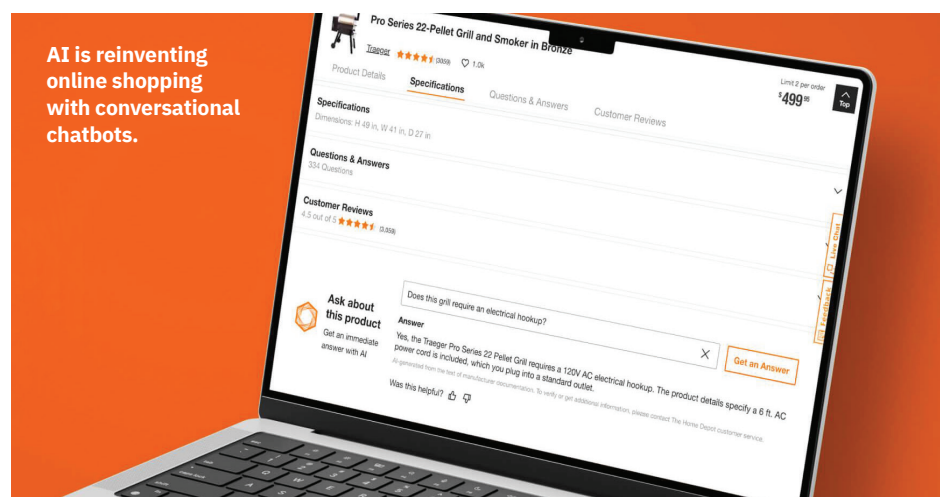 AI is reinventing
online shopping
with conversational
chatbots.
Pro Series 22-Pellet Grill and Smoker in Bronze
Traeger (3059) 1.0k
Limit 2 per order
$499 95
Top
Product Details Specifications Questions & Answers Customer Reviews
Specifications
Dimensions: H 49 in, W 41 in, D 27 in
Questions & Answers
334 Questions
Customer Reviews
4.5 out of 5 (3,059)
Live Chat
Feedback
Ask about
this product
Get an immediate
answer with AI
Does this grill require an electrical hookup?
Get an Answer
Answer
Yes, the Traeger Pro Series 22 Pellet Grill requires a 120V AC electrical hookup. The product details specify a 6 ft. AC
power cord is included, which you plug into a standard outlet.
AI-generated from the text of manufacturer documentation. To verify or get additional information, please contact The Home Depot customer service.
Was this helpful?